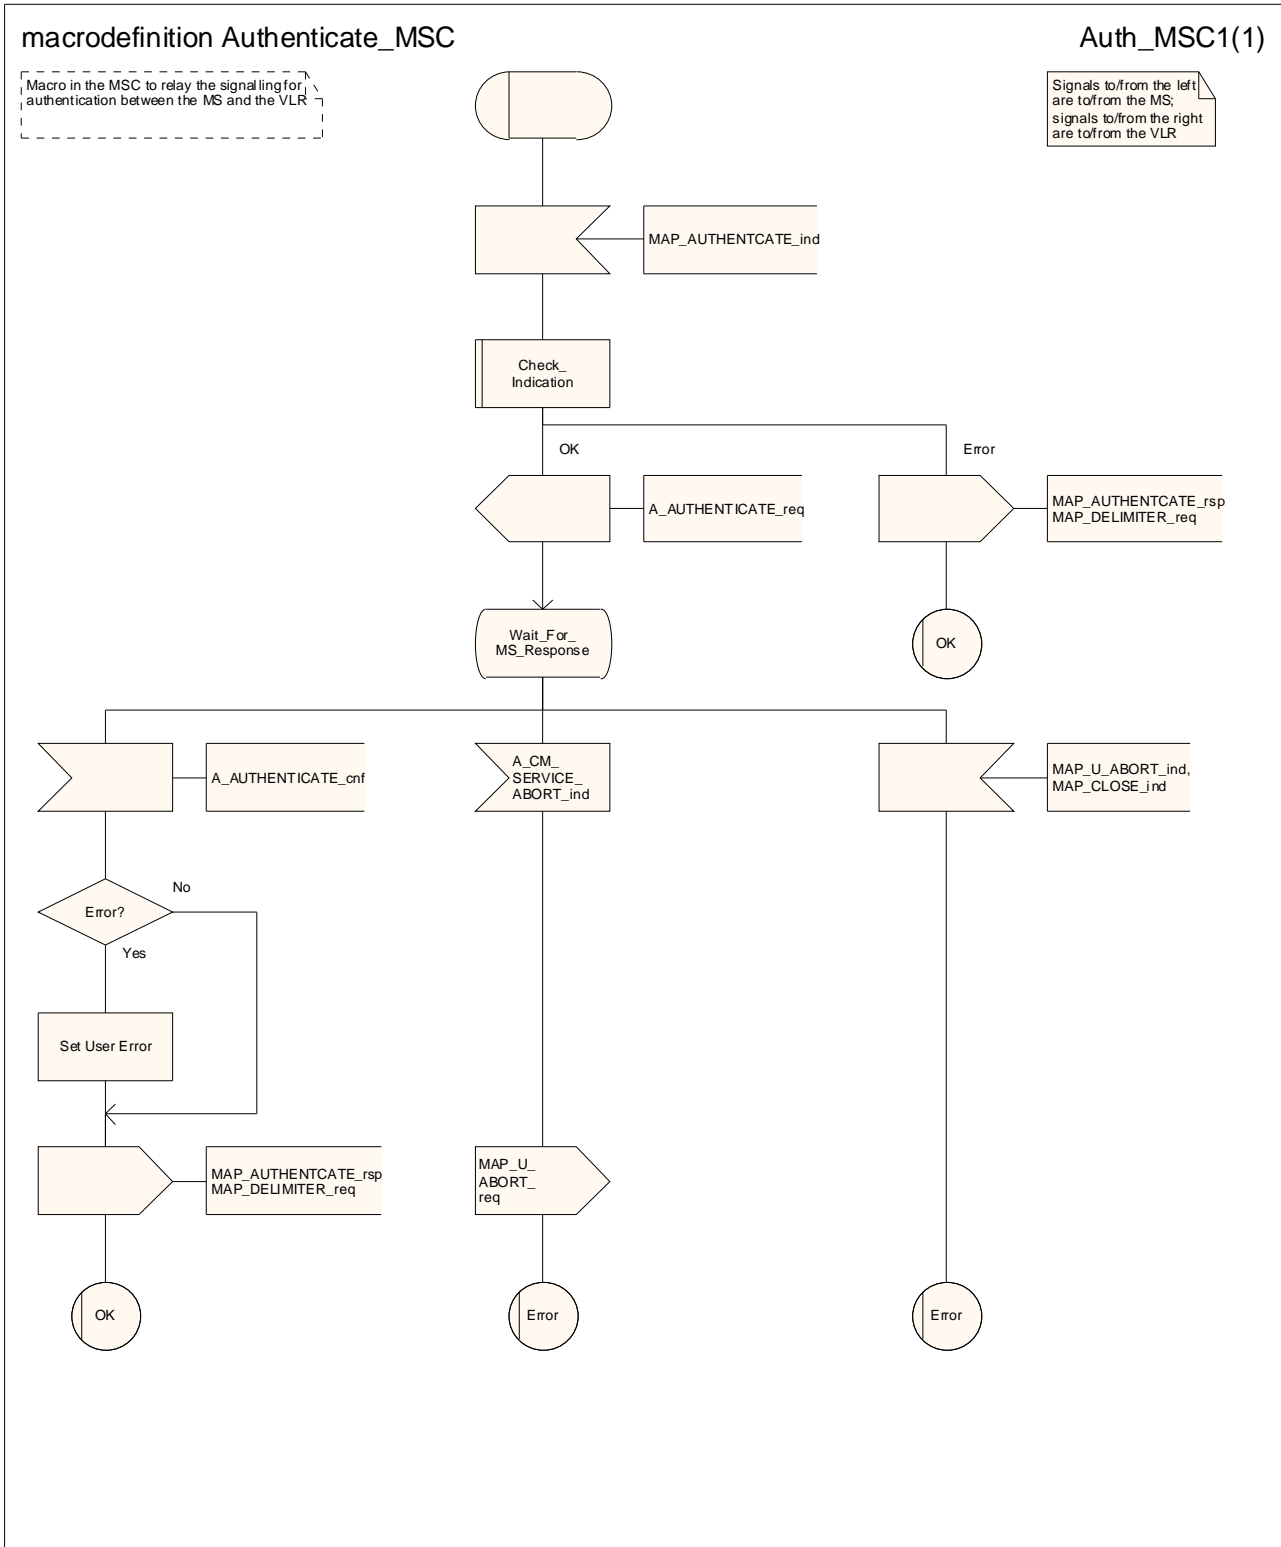 macrodefinition Authenticate_MSC
Auth_MSC1(1)
Macro in the MSC to relay the signalling for
authentication between the MS and the VLR
Signals to/from the left
are to/from the MS;
signals to/from the right
are to/from the VLR
MAP_AUTHENTCATE_ind
Check_
Indication
OK
Error
A_AUTHENTICATE_req
MAP_AUTHENTCATE_rsp
MAP_DELIMITER_req
Wait_For_
MS_Response
OK
A_AUTHENTICATE_cnf
A_CM_
SERVICE_
ABORT_ind
MAP_U_ABORT_ind,
MAP_CLOSE_ind
No
Error?
Yes
Set User Error
MAP_AUTHENTCATE_rsp
MAP_DELIMITER_req
MAP_U_
ABORT_
req
OK
Error
Error